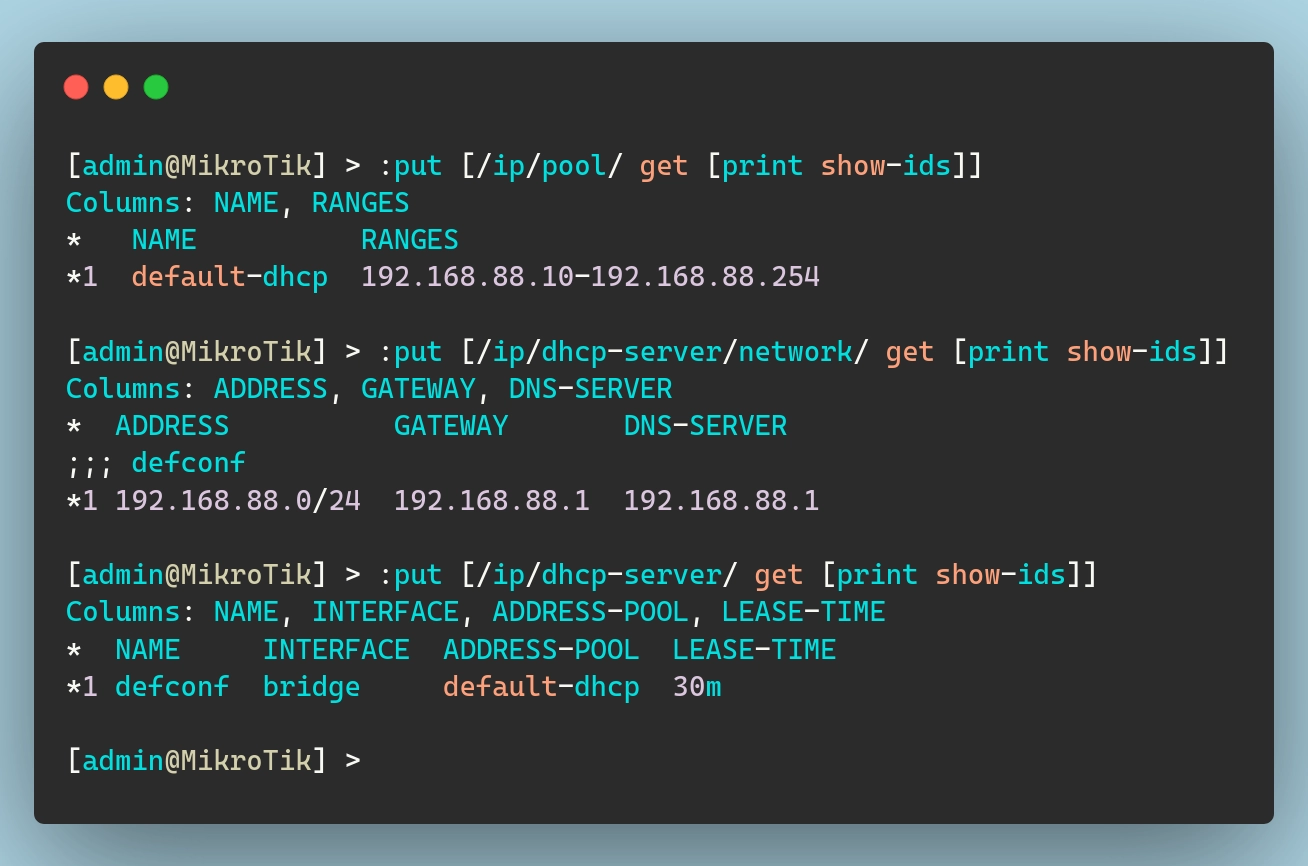 [admin@MikroTik] > :put [/ip/pool/ get [print show-ids]]
Columns: NAME, RANGES
*   NAME          RANGES
*1  default-dhcp  192.168.88.10-192.168.88.254
[admin@MikroTik] > :put [/ip/dhcp-server/network/ get [print show-ids]]
Columns: ADDRESS, GATEWAY, DNS-SERVER
*  ADDRESS          GATEWAY       DNS-SERVER
;;; defconf
*1 192.168.88.0/24  192.168.88.1  192.168.88.1
[admin@MikroTik] > :put [/ip/dhcp-server/ get [print show-ids]]
Columns: NAME, INTERFACE, ADDRESS-POOL, LEASE-TIME
*  NAME     INTERFACE  ADDRESS-POOL  LEASE-TIME
*1 defconf  bridge     default-dhcp  30m
[admin@MikroTik] >